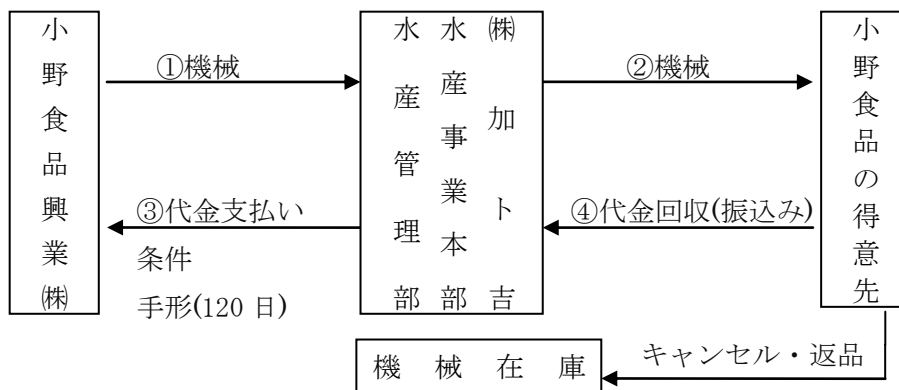 小野食品興業㈱
①機械
③代金支払い
条件
手形(120 日)
㈱加ト吉
水産事業本部
水産管理部
②機械
④代金回収(振込み)
小野食品の得意先
キャンセル・返品
機械在庫